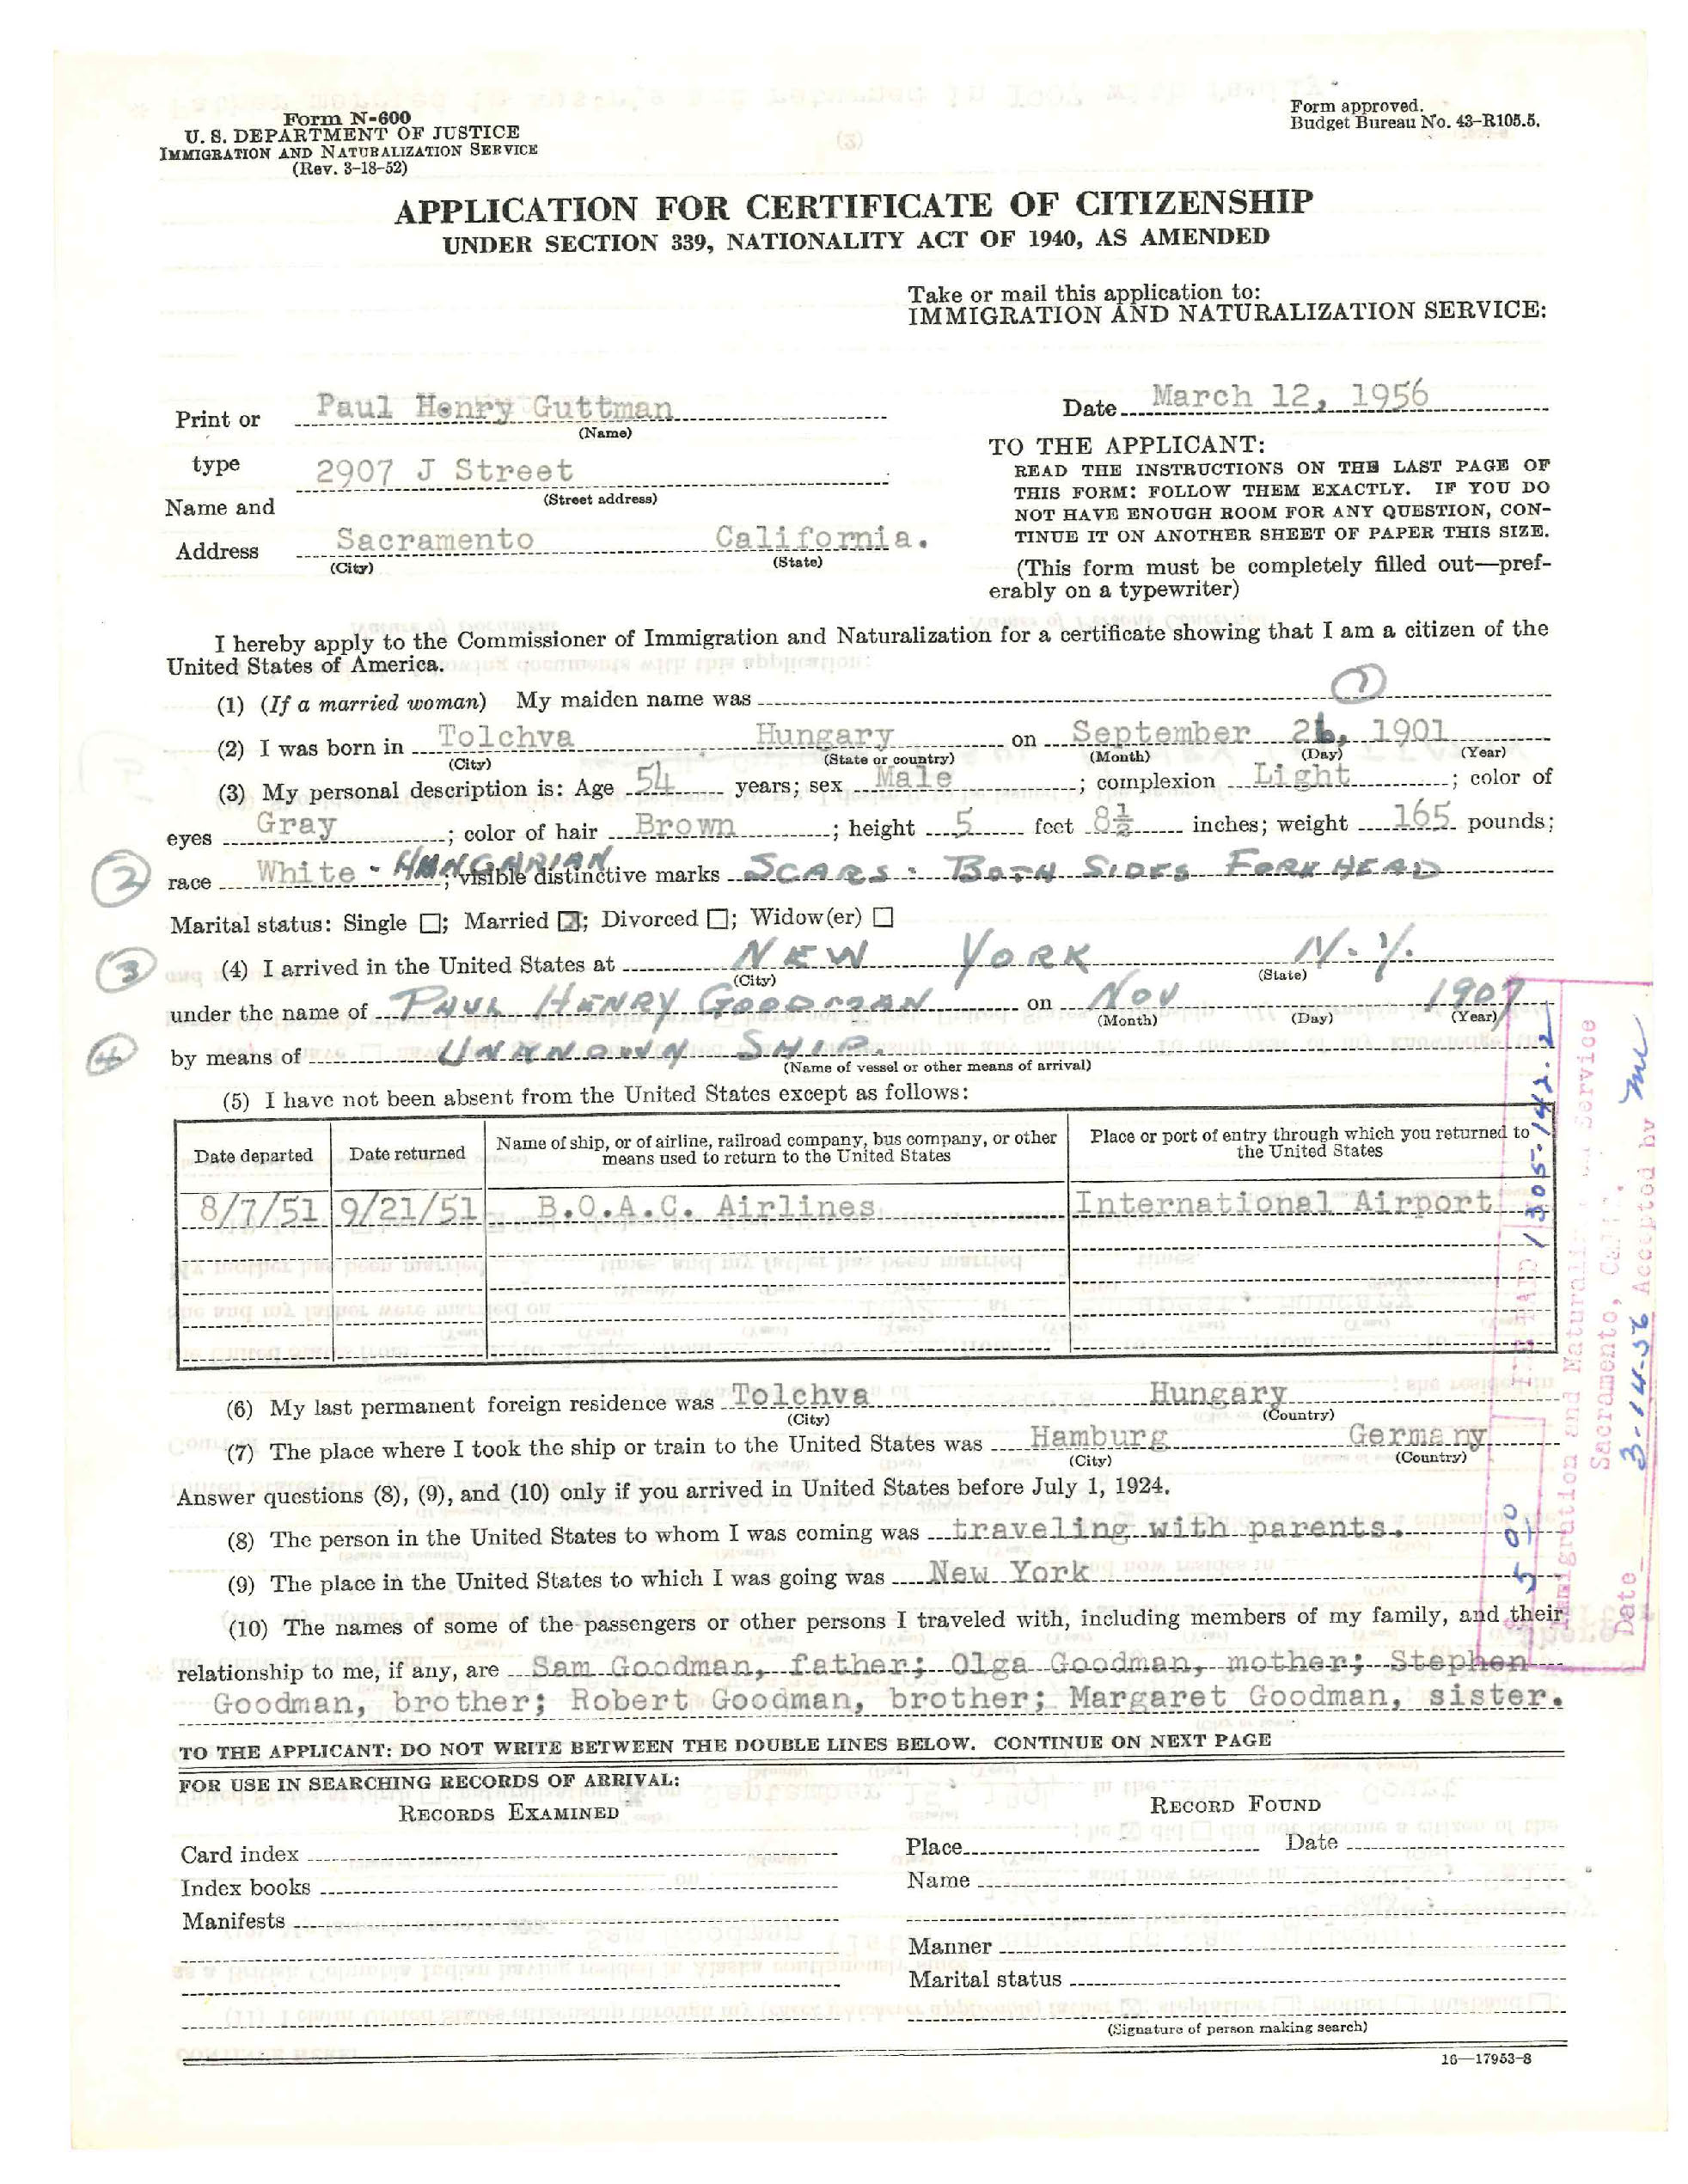 Form N-600
U. S. DEPARTMENT OF JUSTICE
IMMIGRATION AND NATURALIZATION SERVICE
(Rev. 3-18-52)
Form approved.
Budget Bureau No. 43-R105.5.
APPLICATION FOR CERTIFICATE OF CITIZENSHIP
UNDER SECTION 339, NATIONALITY ACT OF 1940, AS AMENDED
Take or mail this application to:
IMMIGRATION AND NATURALIZATION SERVICE:
Print or type Name and Address
Paul Henry Guttman
(Name)
2907 J Street
(Street address)
Sacramento California.
(City) (State)
Date March 12, 1956
TO THE APPLICANT:
READ THE INSTRUCTIONS ON THE LAST PAGE OF
THIS FORM: FOLLOW THEM EXACTLY. IF YOU DO
NOT HAVE ENOUGH ROOM FOR ANY QUESTION, CON-
TINUE IT ON ANOTHER SHEET OF PAPER THIS SIZE.
(This form must be completely filled out—pref-
erably on a typewriter)
I hereby apply to the Commissioner of Immigration and Naturalization for a certificate showing that I am a citizen of the
United States of America.
(1) (If a married woman) My maiden name was 1
(2) I was born in Tolchva Hungary on September 26, 1901
(City) (State or country) (Month) (Day) (Year)
(3) My personal description is: Age 54 years; sex Male; complexion Light; color of
eyes Gray; color of hair Brown; height 5 feet 8½ inches; weight 165 pounds;
2 race White - HUNGARIAN; visible distinctive marks SCARS - BOTH SIDES FOREHEAD
Marital status: Single ☐; Married ☒; Divorced ☐; Widow(er) ☐
3 (4) I arrived in the United States at NEW YORK N.Y.
(City) (State)
under the name of PAUL HENRY GOODMAN on NOV 1907
(Month) (Day) (Year)
4 by means of UNKNOWN SHIP.
(Name of vessel or other means of arrival)
(5) I have not been absent from the United States except as follows:
Date departed Date returned Name of ship, or of airline, railroad company, bus company, or other means used to return to the United States Place or port of entry through which you returned to the United States
8/7/51 9/21/51 B.O.A.C. Airlines International Airport
(6) My last permanent foreign residence was Tolchva Hungary
(City) (Country)
(7) The place where I took the ship or train to the United States was Hamburg Germany
(City) (Country)
Answer questions (8), (9), and (10) only if you arrived in United States before July 1, 1924.
(8) The person in the United States to whom I was coming was traveling with parents.
(9) The place in the United States to which I was going was New York
(10) The names of some of the passengers or other persons I traveled with, including members of my family, and their
relationship to me, if any, are Sam Goodman, father; Olga Goodman, mother; Stephen
Goodman, brother; Robert Goodman, brother; Margaret Goodman, sister.
TO THE APPLICANT: DO NOT WRITE BETWEEN THE DOUBLE LINES BELOW. CONTINUE ON NEXT PAGE
FOR USE IN SEARCHING RECORDS OF ARRIVAL:
RECORDS EXAMINED
Card index
Index books
Manifests
RECORD FOUND
Place Date
Name
Manner
Marital status
(Signature of person making search)
16—17953-8
PAID 1305-142.2
5 00
Immigration and Naturalization Service
Sacramento, Calif.
Date 3-14-56 Accepted by